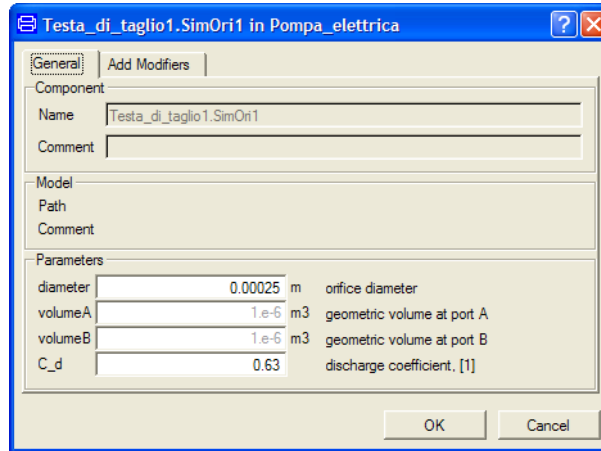 Testa_di_taglio1.SimOri1 in Pompa_elettrica
General Add Modifiers
Component
Name Testa_di_taglio1.SimOri1
Comment
Model
Path
Comment
Parameters
diameter 0.00025 m orifice diameter
volumeA 1.e-6 m3 geometric volume at port A
volumeB 1.e-6 m3 geometric volume at port B
C_d 0.63 discharge coefficient, [1]
OK Cancel